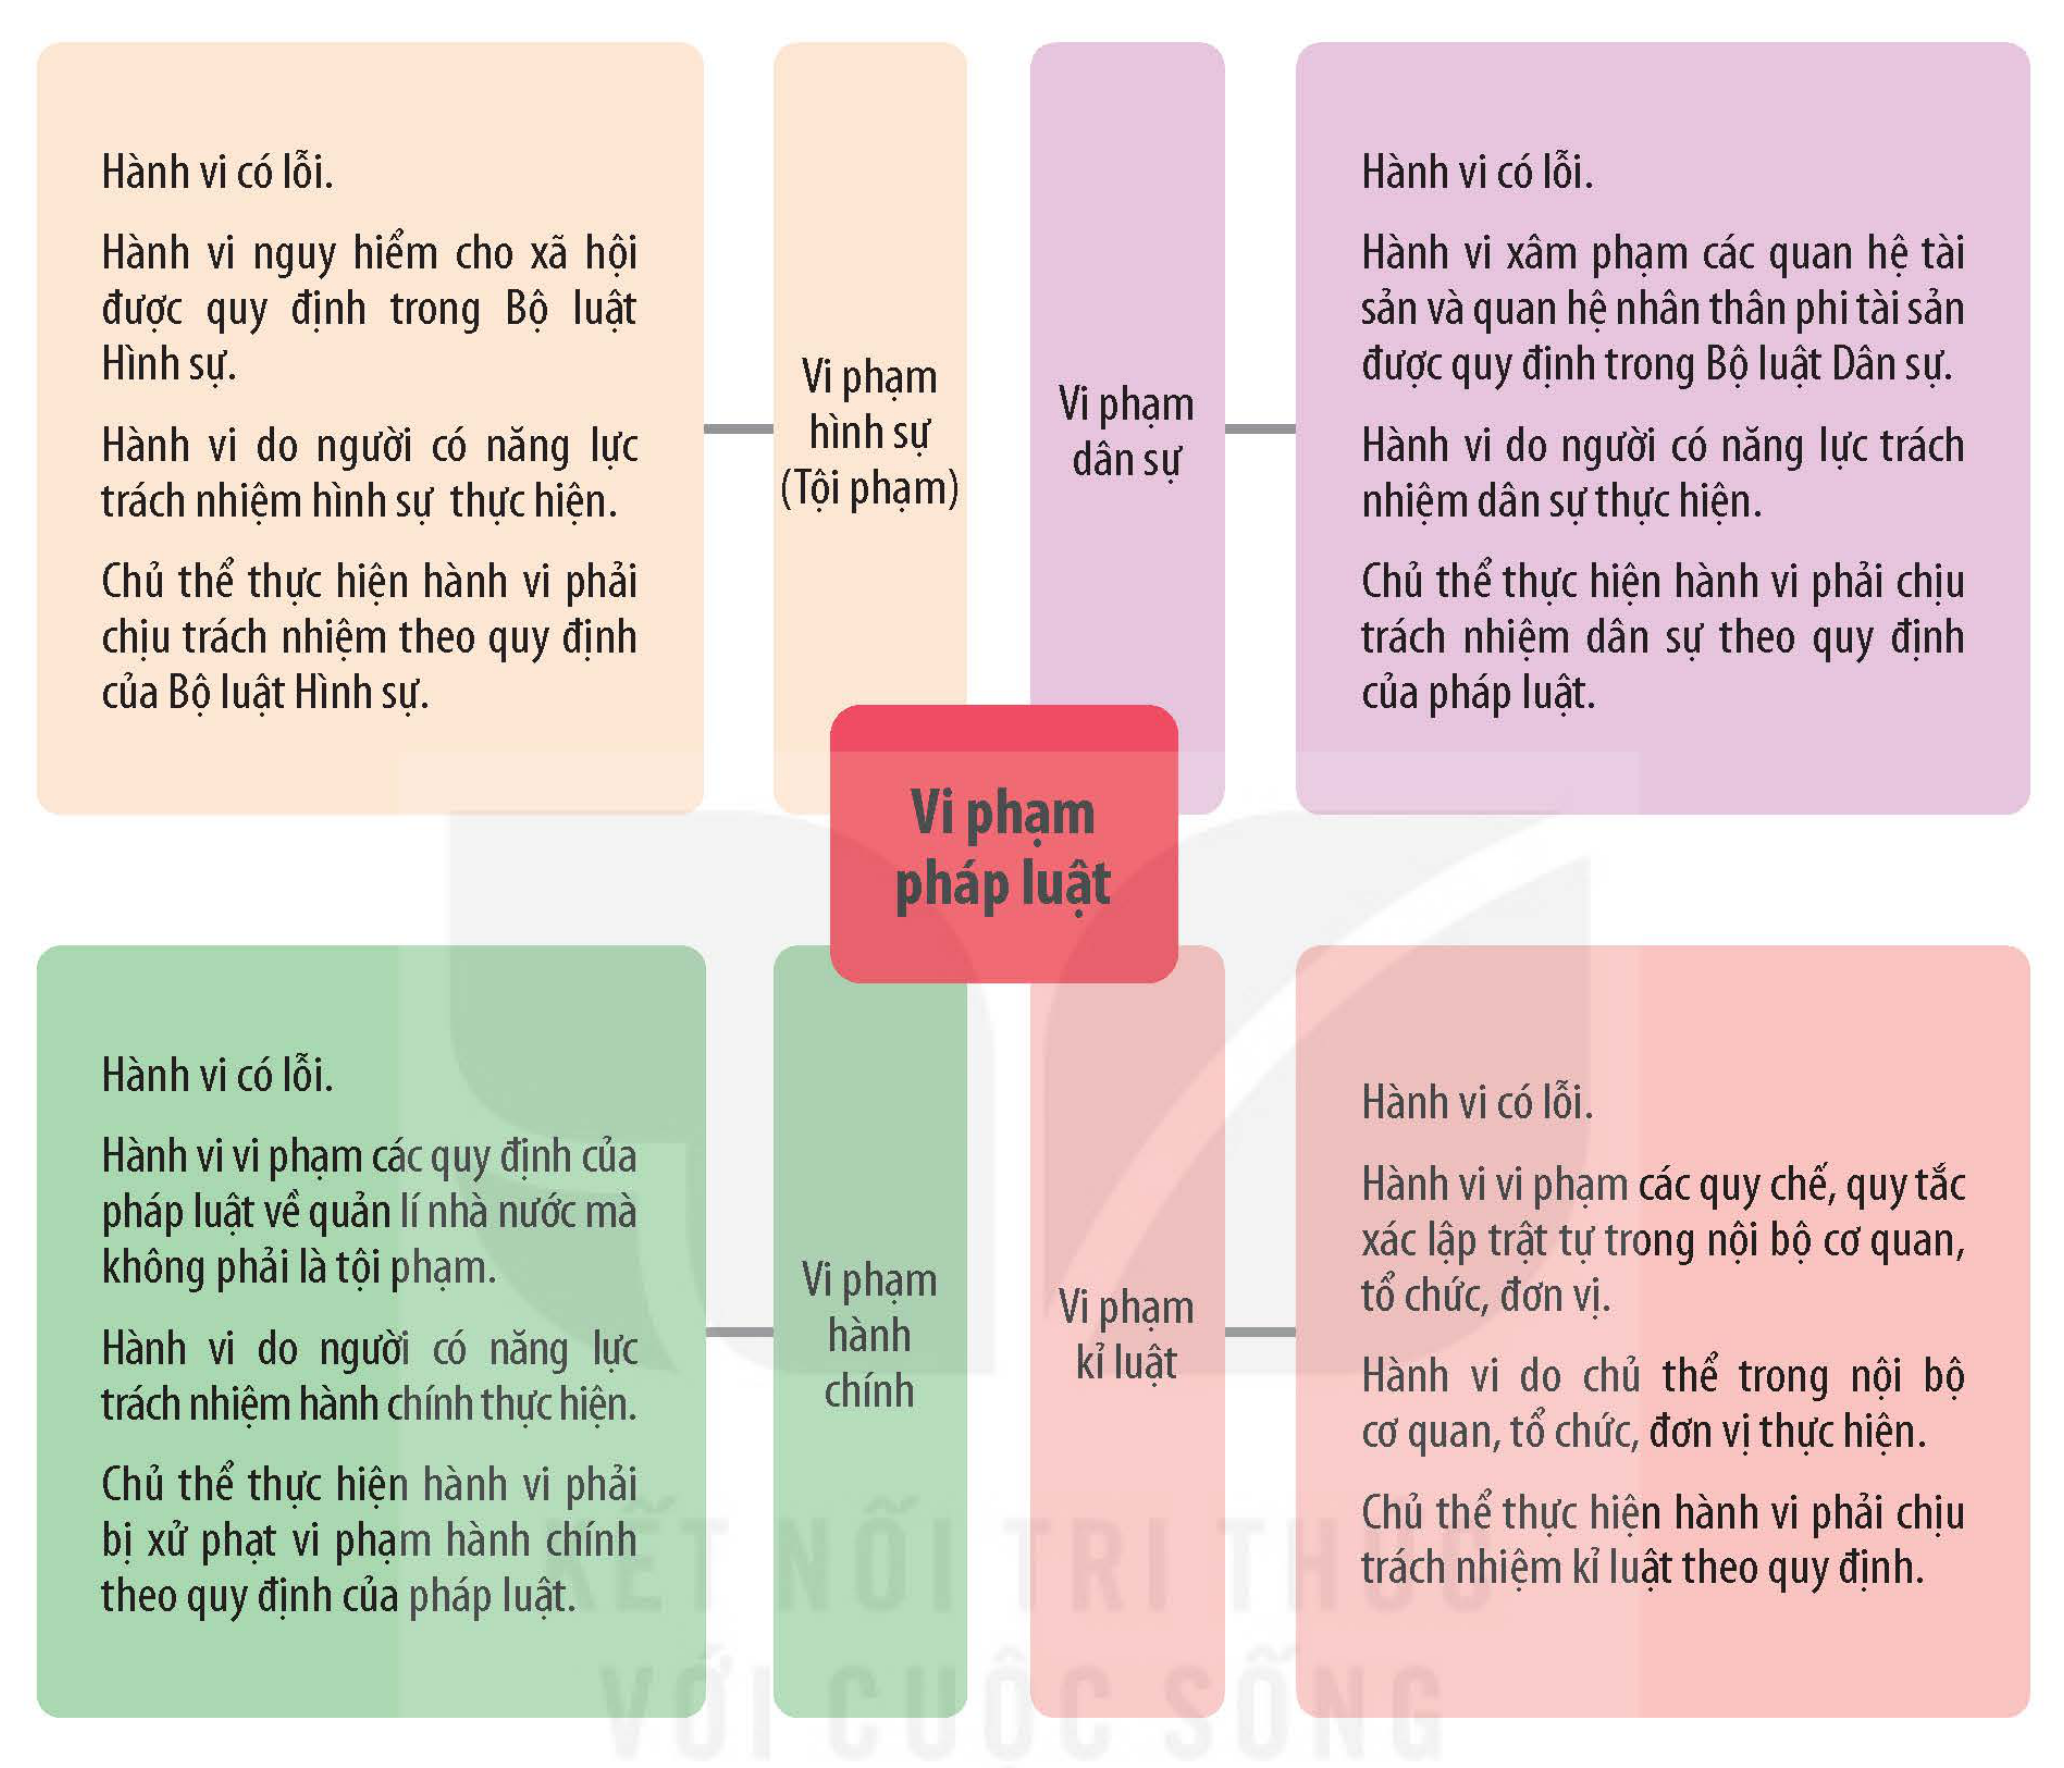 Hành vi có lỗi.
Hành vi nguy hiểm cho xã hội
được quy định trong Bộ luật
Hình sự.
Hành vi do người có năng lực
trách nhiệm hình sự thực hiện.
Chủ thể thực hiện hành vi phải
chịu trách nhiệm theo quy định
của Bộ luật Hình sự.
Vi phạm
hình sự
(Tội phạm)
Vi phạm
dân sự
Hành vi có lỗi.
Hành vi xâm phạm các quan hệ tài
sản và quan hệ nhân thân phi tài sản
được quy định trong Bộ luật Dân sự.
Hành vi do người có năng lực trách
nhiệm dân sự thực hiện.
Chủ thể thực hiện hành vi phải chịu
trách nhiệm dân sự theo quy định
của pháp luật.
Vi phạm
pháp luật
Hành vi có lỗi.
Hành vi vi phạm các quy định của
pháp luật về quản lí nhà nước mà
không phải là tội phạm.
Hành vi do người có năng lực
trách nhiệm hành chính thực hiện.
Chủ thể thực hiện hành vi phải
bị xử phạt vi phạm hành chính
theo quy định của pháp luật.
Vi phạm
hành
chính
Vi phạm
kỉ luật
Hành vi có lỗi.
Hành vi vi phạm các quy chế, quy tắc
xác lập trật tự trong nội bộ cơ quan,
tổ chức, đơn vị.
Hành vi do chủ thể trong nội bộ
cơ quan, tổ chức, đơn vị thực hiện.
Chủ thể thực hiện hành vi phải chịu
trách nhiệm kỉ luật theo quy định.
KẾT NỐI TRI THỨC
VỚI CUỘC SỐNG